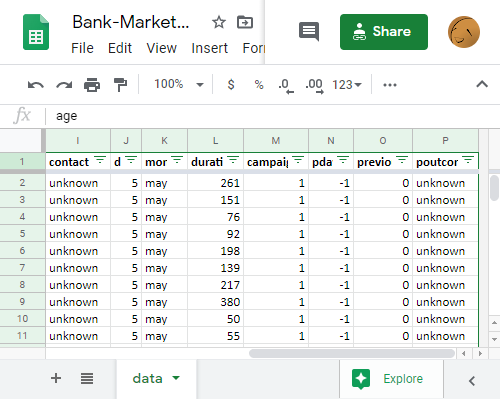 Bank-Market...
File Edit View Insert For
Share
100% $ % .0 .00 123
fx age
I J K L M N O P
1 contact d mor durati campaig pda previo poutcor
2 unknown 5 may 261 1 -1 0 unknown
3 unknown 5 may 151 1 -1 0 unknown
4 unknown 5 may 76 1 -1 0 unknown
5 unknown 5 may 92 1 -1 0 unknown
6 unknown 5 may 198 1 -1 0 unknown
7 unknown 5 may 139 1 -1 0 unknown
8 unknown 5 may 217 1 -1 0 unknown
9 unknown 5 may 380 1 -1 0 unknown
10 unknown 5 may 50 1 -1 0 unknown
11 unknown 5 may 55 1 -1 0 unknown
data Explore